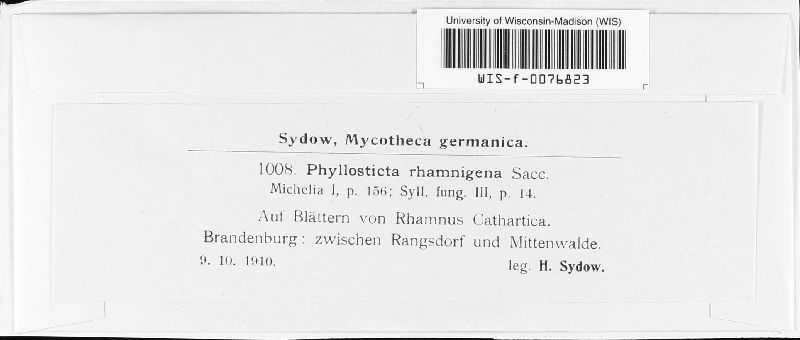 University of Wisconsin-Madison (WIS)
WIS-f-0076823
Sydow, Mycotheca germanica.
1008. Phyllosticta rhamnigena Sacc.
Michelia I, p. 156; Syll. fung. III, p. 14.
Auf Blättern von Rhamnus Cathartica.
Brandenburg: zwischen Rangsdorf und Mittenwalde.
9. 10. 1910. leg. H. Sydow.